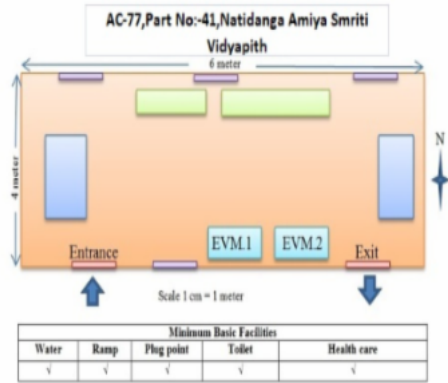 AC-77,Part No:-41,Natidanga Amiya Smriti
Vidyapith
6 meter
4 meter
N
EVM.1
EVM.2
Entrance
Exit
Scale 1 cm = 1 meter
Minimum Basic Facilities
Water Ramp Plug point Toilet Health care
√ √ √ √ √